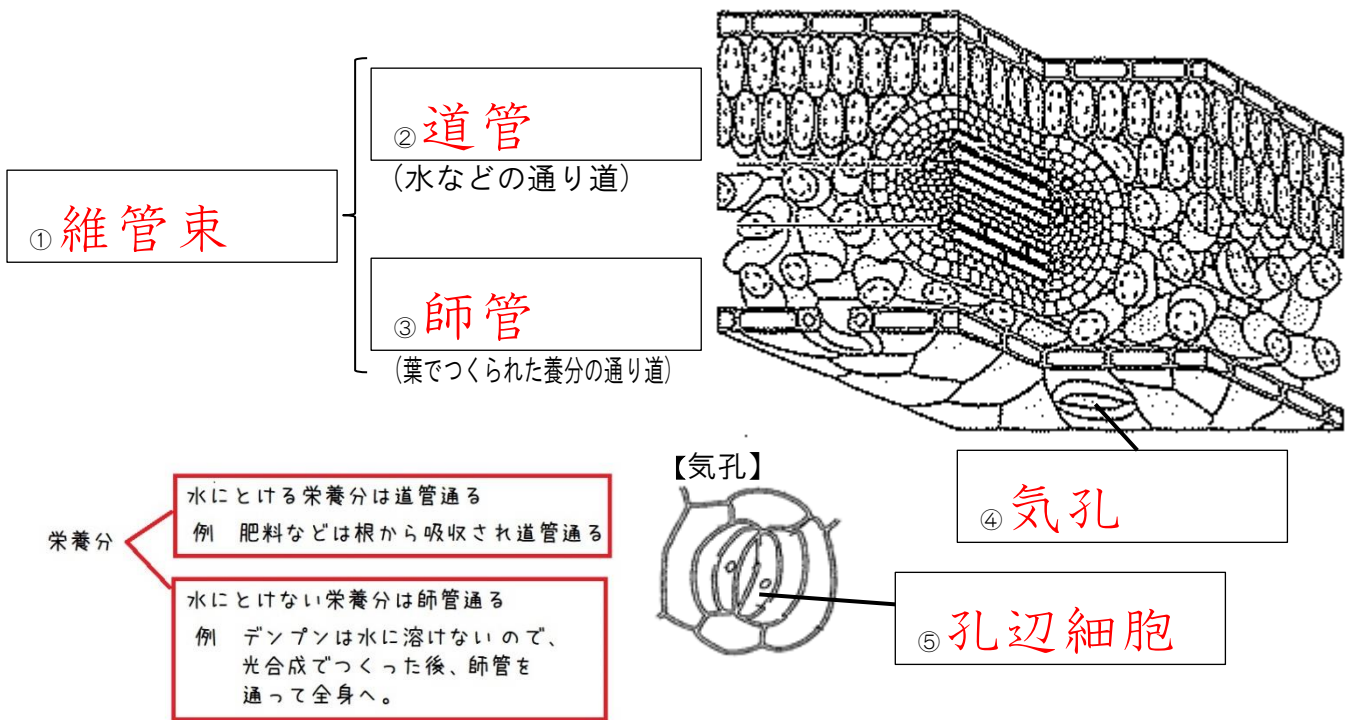 ② 道管
(水などの通り道)
① 維管束
③ 師管
(葉でつくられた養分の通り道)
④ 気孔
【気孔】
⑤ 孔辺細胞
栄養分
水にとける栄養分は道管通る
例 肥料などは根から吸収され道管通る
水にとけない栄養分は師管通る
例 デンプンは水に溶けないので、
光合成でつくった後、師管を
通って全身へ。